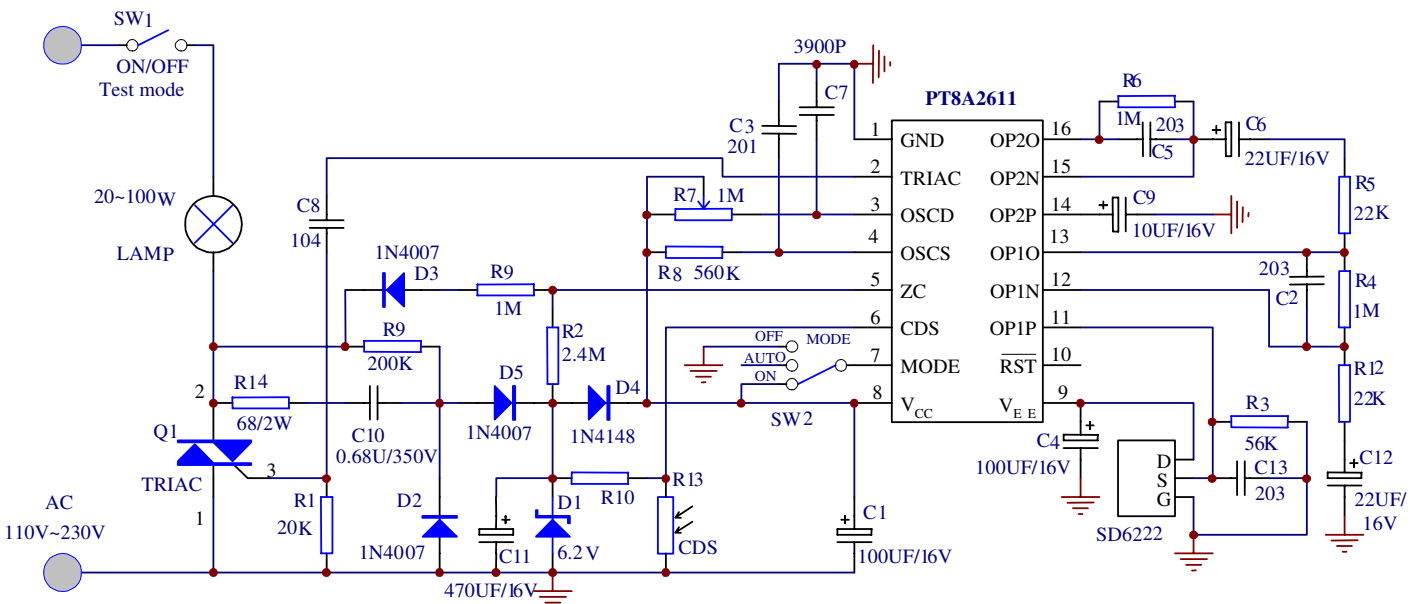 SW1
ON/OFF
Test mode
20~100W
LAMP
C8
104
1N4007
D3
R9
1M
R9
200K
R14
68/2W
C10
0.68U/350V
2
Q1
TRIAC
3
1
AC
110V~230V
R1
20K
D2
1N4007
D5
1N4007
R2
2.4M
D4
1N4148
C11
470UF/16V
D1
6.2V
R10
R13
CDS
C1
100UF/16V
3900P
C7
C3
201
R7
1M
R8
560K
OFF
MODE
AUTO
ON
SW2
PT8A2611
1
GND
2
TRIAC
3
OSCD
4
OSCS
5
ZC
6
CDS
7
MODE
8
VCC
OP2O
16
OP2N
15
OP2P
14
OP1O
13
OP1N
12
OP1P
11
RST
10
VEE
9
R6
1M
203
C5
C6
22UF/16V
C9
10UF/16V
R5
22K
203
C2
R4
1M
R12
22K
R3
56K
C13
203
C4
100UF/16V
D
S
G
SD6222
C12
22UF/
16V